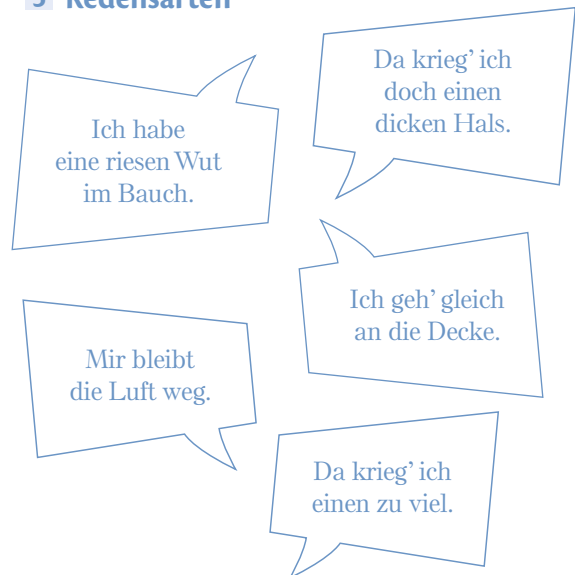 5 Redensarten
Da krieg’ ich
doch einen
dicken Hals.
Ich habe
eine riesen Wut
im Bauch.
Ich geh’ gleich
an die Decke.
Mir bleibt
die Luft weg.
Da krieg’ ich
einen zu viel.